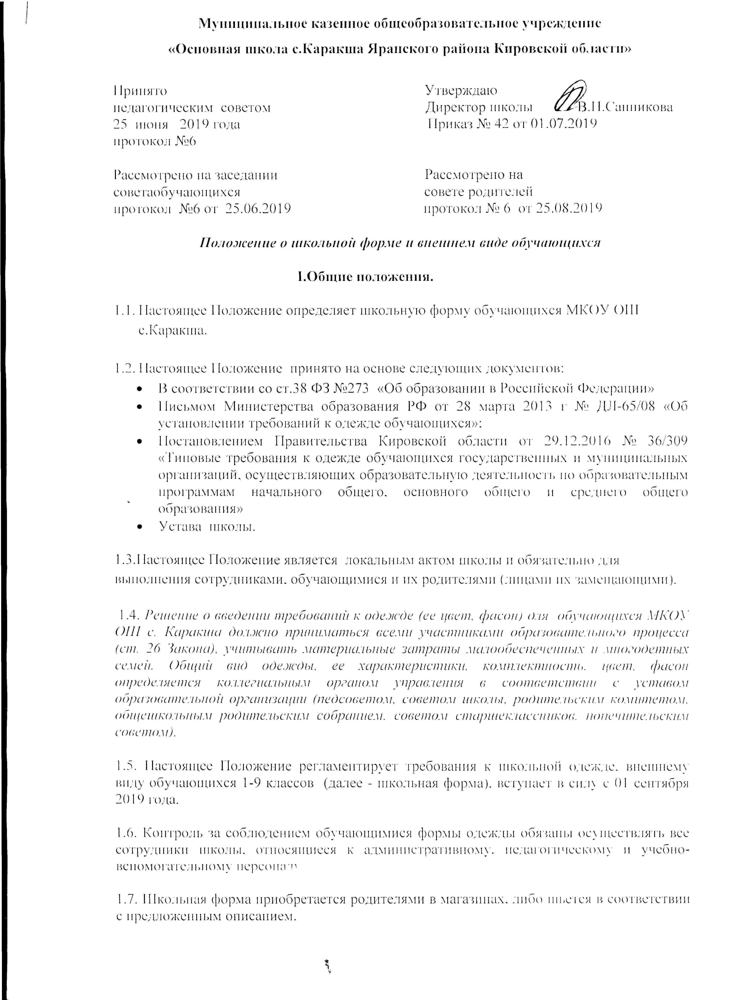 Муниципальное казенное общеобразовательное учреждение
«Основная школа с.Каракша Яранского района Кировской области»
Принято
педагогическим советом
25 июня 2019 года
протокол №6
Утверждаю
Директор школы В.П.Санникова
Приказ № 42 от 01.07.2019
Рассмотрено на заседании
советаобучающихся
протокол №6 от 25.06.2019
Рассмотрено на
совете родителей
протокол № 6 от 25.08.2019
Положение о школьной форме и внешнем виде обучающихся
I.Общие положения.
1.1. Настоящее Положение определяет школьную форму обучающихся МКОУ ОШ
с.Каракша.
1.2. Настоящее Положение принято на основе следующих документов:
• В соответствии со ст.38 ФЗ №273 «Об образовании в Российской Федерации»
• Письмом Министерства образования РФ от 28 марта 2013 г № ДЛ-65/08 «Об
установлении требований к одежде обучающихся»;
• Постановлением Правительства Кировской области от 29.12.2016 № 36/309
«Типовые требования к одежде обучающихся государственных и муниципальных
организаций, осуществляющих образовательную деятельность по образовательным
программам начального общего, основного общего и среднего общего
образования»
• Устава школы.
1.3.Настоящее Положение является локальным актом школы и обязательно для
выполнения сотрудниками, обучающимися и их родителями (лицами их замещающими).
1.4. Решение о введении требований к одежде (ее цвет, фасон) для обучающихся МКОУ
ОШ с. Каракша должно приниматься всеми участниками образовательного процесса
(ст. 26 Закона), учитывать материальные затраты малообеспеченных и многодетных
семей. Общий вид одежды, ее характеристики, комплектность, цвет, фасон
определяется коллегиальным органом управления в соответствии с уставом
образовательной организации (педсоветом, советом школы, родительским комитетом,
общешкольным родительским собранием, советом старшеклассников, попечительским
советом).
1.5. Настоящее Положение регламентирует требования к школьной одежде, внешнему
виду обучающихся 1-9 классов (далее - школьная форма), вступает в силу с 01 сентября
2019 года.
1.6. Контроль за соблюдением обучающимися формы одежды обязаны осуществлять все
сотрудники школы, относящиеся к административному, педагогическому и учебно-
вспомогательному
1.7. Школьная форма приобретается родителями в магазинах, либо шьется в соответствии
с предложенным описанием.